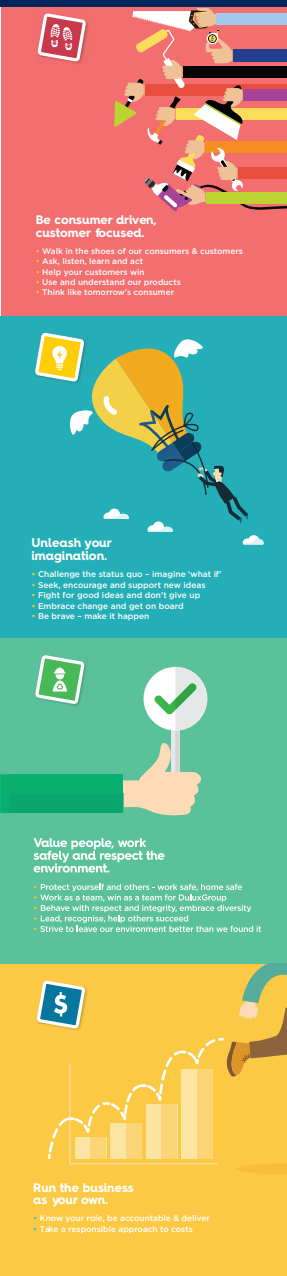 Be consumer driven,
customer focused.
• Walk in the shoes of our consumers & customers
• Ask, listen, learn and act
• Help your customers win
• Use and understand our products
• Think like tomorrow's consumer
Unleash your
imagination.
• Challenge the status quo – imagine 'what if'
• Seek, encourage and support new ideas
• Fight for good ideas and don't give up
• Embrace change and get on board
• Be brave – make it happen
Value people, work
safely and respect the
environment.
• Protect yourself and others - work safe, home safe
• Work as a team, win as a team for DuluxGroup
• Behave with respect and integrity, embrace diversity
• Lead, recognise, help others succeed
• Strive to leave our environment better than we found it
$
Run the business
as your own.
• Know your role, be accountable & deliver
• Take a responsible approach to costs